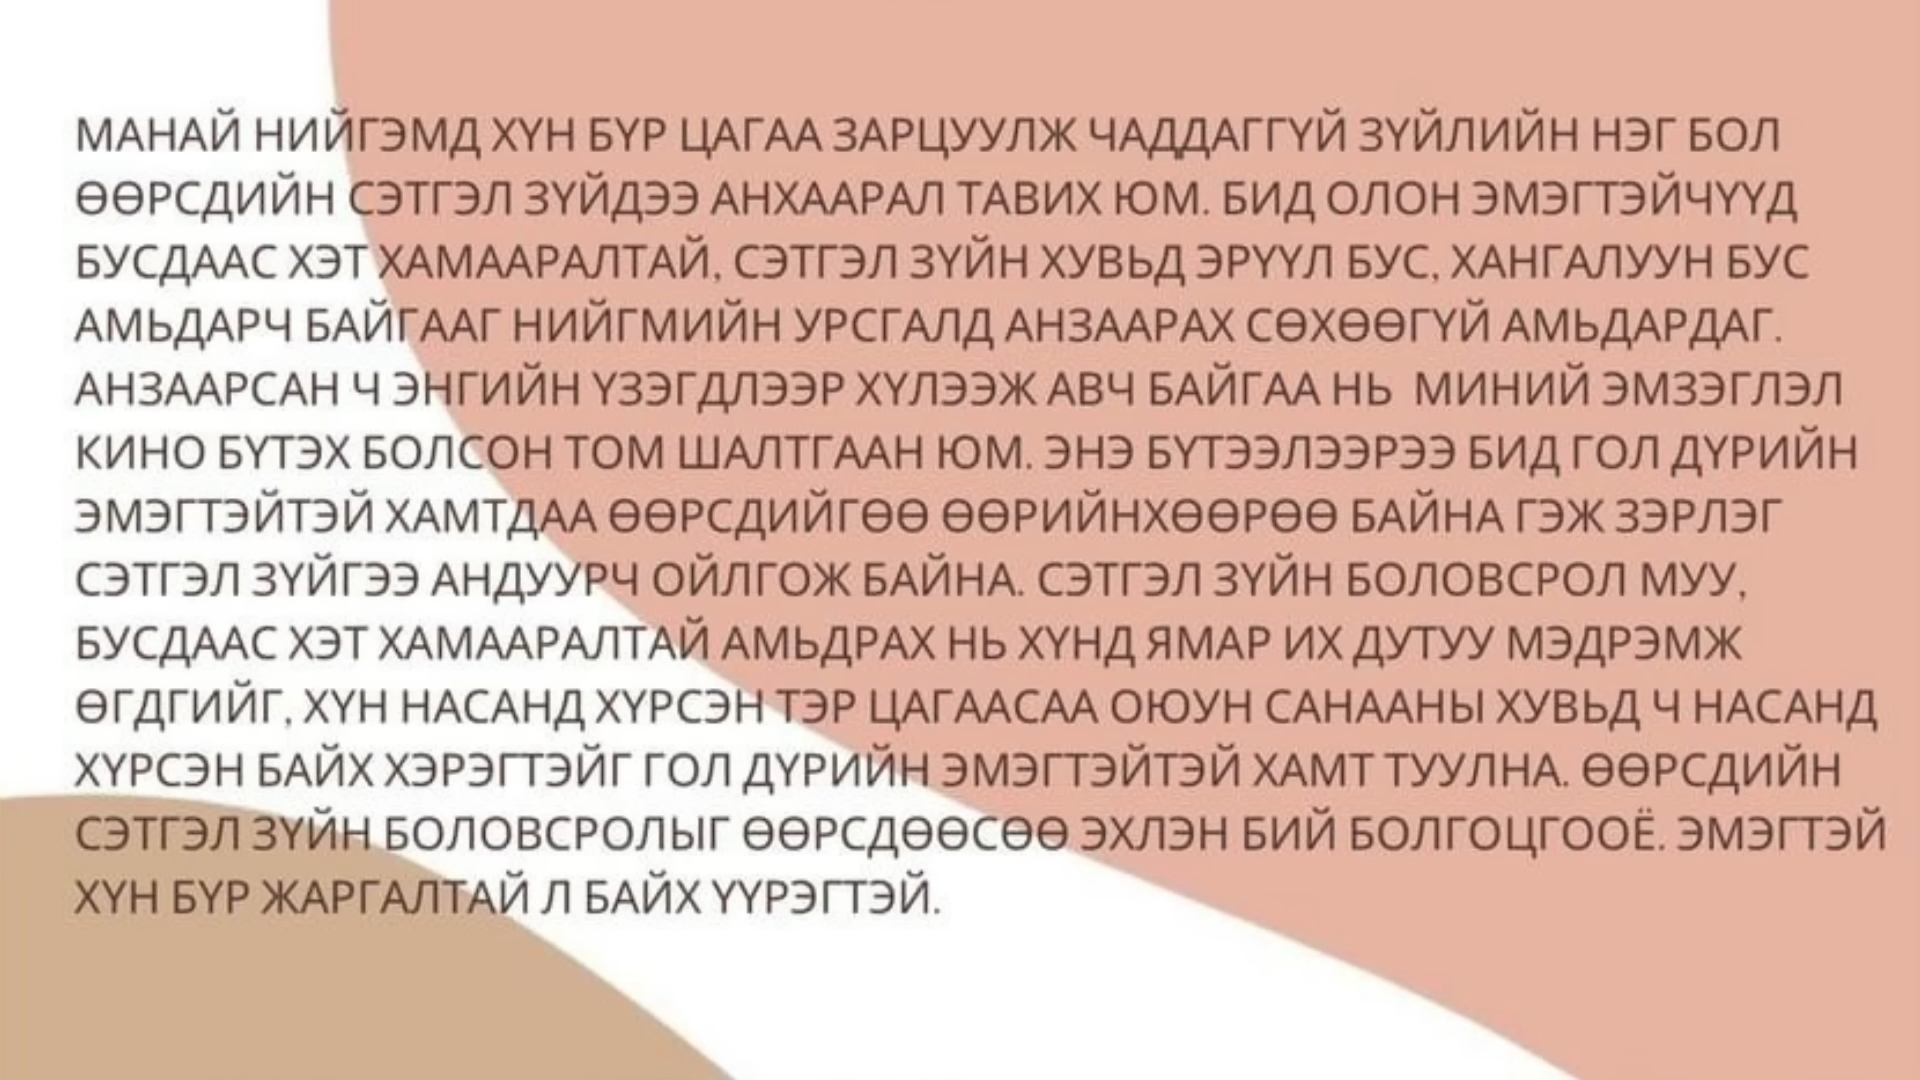 МАНАЙ НИЙГЭМД ХҮН БҮР ЦАГАА ЗАРЦУУЛЖ ЧАДДАГГҮЙ ЗҮЙЛИЙН НЭГ БОЛ
ӨӨРСДИЙН СЭТГЭЛ ЗҮЙДЭЭ АНХААРАЛ ТАВИХ ЮМ. БИД ОЛОН ЭМЭГТЭЙЧҮҮД
БУСДААС ХЭТ ХАМААРАЛТАЙ, СЭТГЭЛ ЗҮЙН ХУВЬД ЭРҮҮЛ БУС, ХАНГАЛУУН БУС
АМЬДАРЧ БАЙГААГ НИЙГМИЙН УРСГАЛД АНЗААРАХ СӨХӨӨГҮЙ АМЬДАРДАГ.
АНЗААРСАН Ч ЭНГИЙН ҮЗЭГДЛЭЭР ХҮЛЭЭЖ АВЧ БАЙГАА НЬ МИНИЙ ЭМЗЭГЛЭЛ
КИНО БҮТЭХ БОЛСОН ТОМ ШАЛТГААН ЮМ. ЭНЭ БҮТЭЭЛЭЭРЭЭ БИД ГОЛ ДҮРИЙН
ЭМЭГТЭЙТЭЙ ХАМТДАА ӨӨРСДИЙГӨӨ ӨӨРИЙНХӨӨРӨӨ БАЙНА ГЭЖ ЗЭРЛЭГ
СЭТГЭЛ ЗҮЙГЭЭ АНДУУРЧ ОЙЛГОЖ БАЙНА. СЭТГЭЛ ЗҮЙН БОЛОВСРОЛ МУУ,
БУСДААС ХЭТ ХАМААРАЛТАЙ АМЬДРАХ НЬ ХҮНД ЯМАР ИХ ДУТУУ МЭДРЭМЖ
ӨГДГИЙГ, ХҮН НАСАНД ХҮРСЭН ТЭР ЦАГААСАА ОЮУН САНААНЫ ХУВЬД Ч НАСАНД
ХҮРСЭН БАЙХ ХЭРЭГТЭЙГ ГОЛ ДҮРИЙН ЭМЭГТЭЙТЭЙ ХАМТ ТУУЛНА. ӨӨРСДИЙН
СЭТГЭЛ ЗҮЙН БОЛОВСРОЛЫГ ӨӨРСДӨӨСӨӨ ЭХЛЭН БИЙ БОЛГОЦГООЁ. ЭМЭГТЭЙ
ХҮН БҮР ЖАРГАЛТАЙ Л БАЙХ ҮҮРЭГТЭЙ.